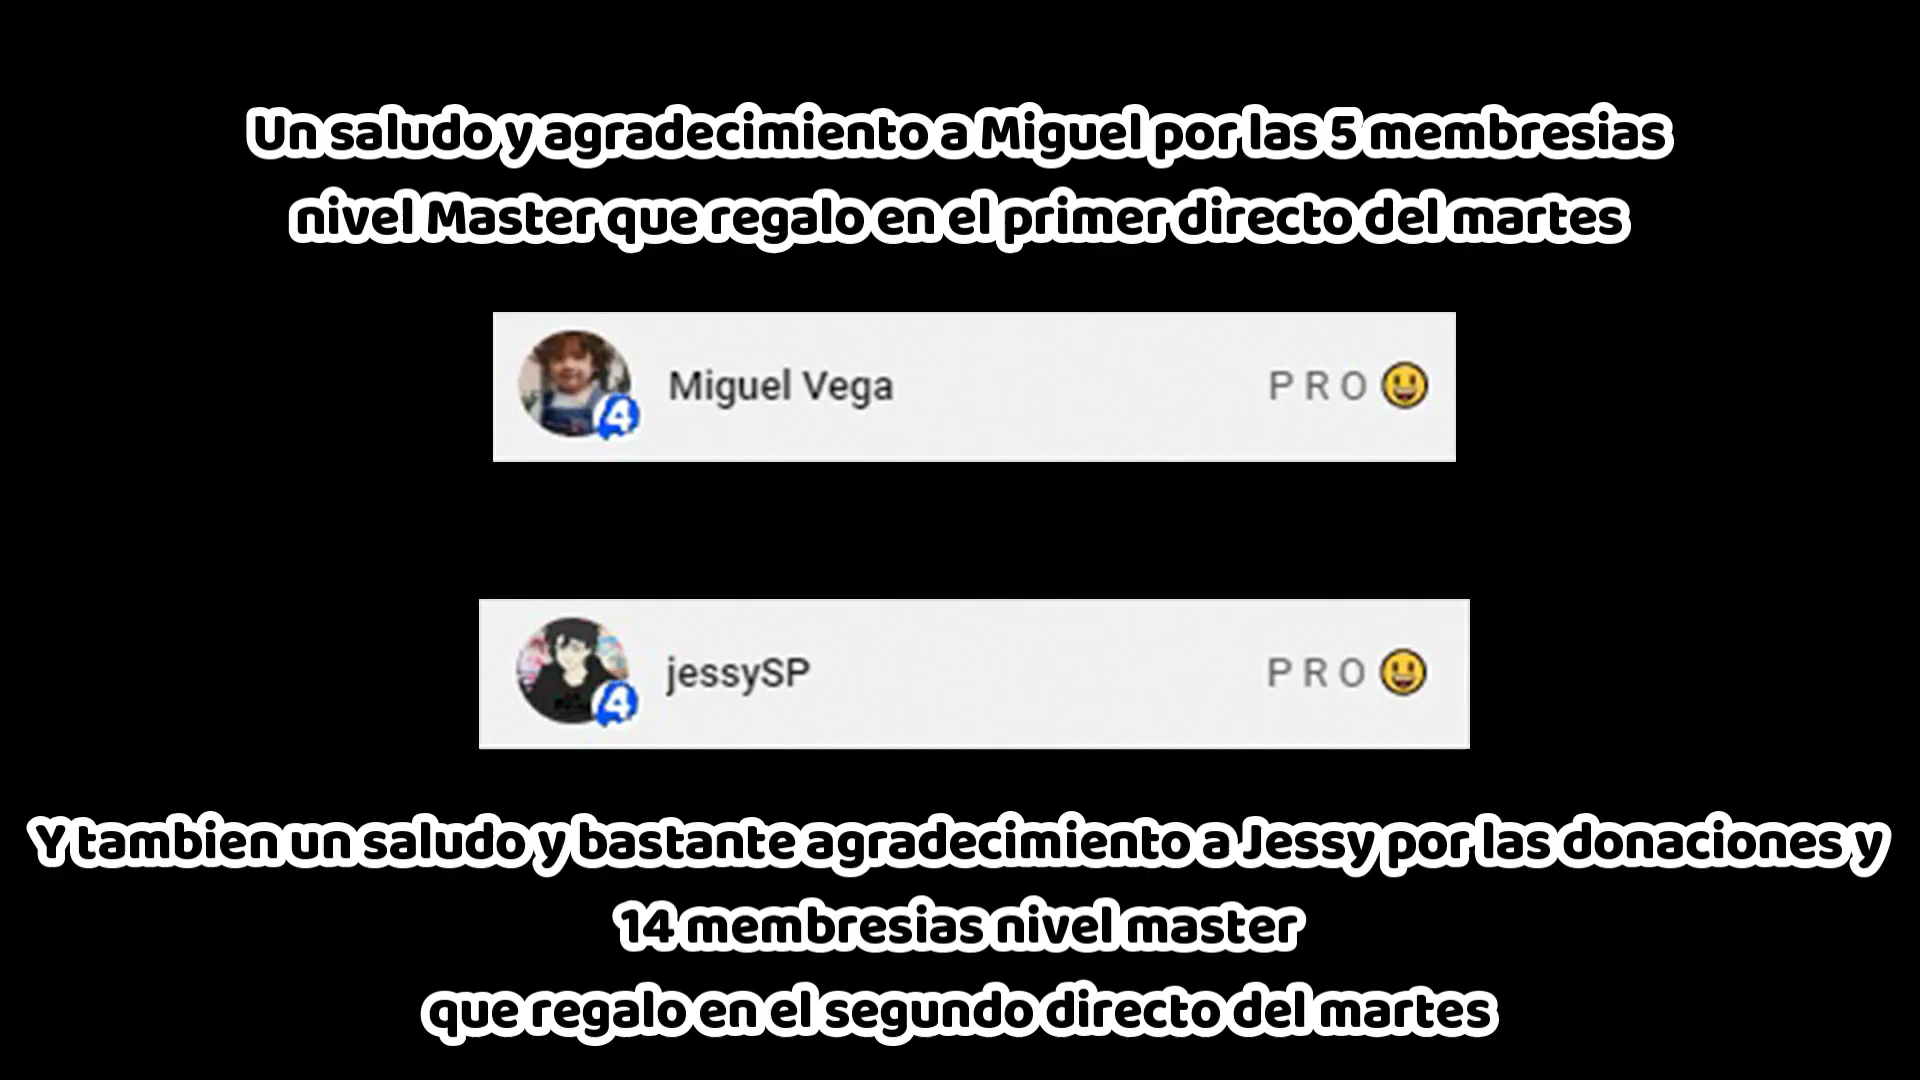 Un saludo y agradecimiento a Miguel por las 5 membresias
nivel Master que regalo en el primer directo del martes
Miguel Vega PRO
jessySP PRO
Y tambien un saludo y bastante agradecimiento a Jessy por las donaciones y
14 membresias nivel master
que regalo en el segundo directo del martes